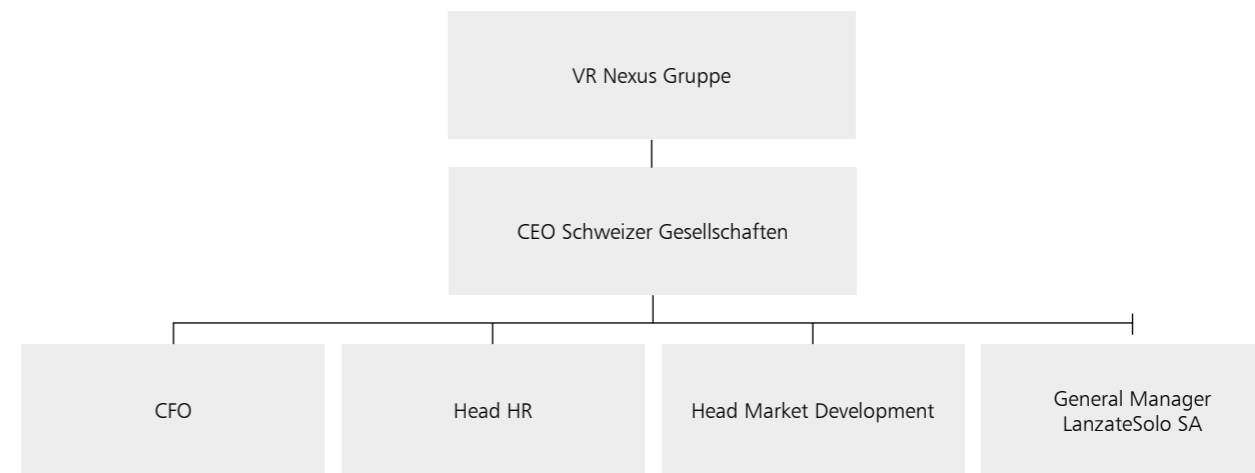 VR Nexus Gruppe
CEO Schweizer Gesellschaften
CFO
Head HR
Head Market Development
General Manager
LanzateSolo SA